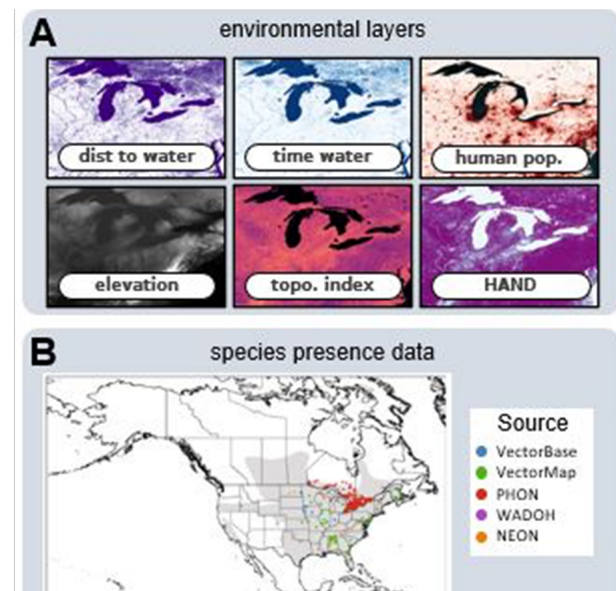 A
environmental layers
dist to water
time water
human pop.
elevation
topo. index
HAND
B
species presence data
Source
VectorBase
VectorMap
PHON
WADOH
NEON